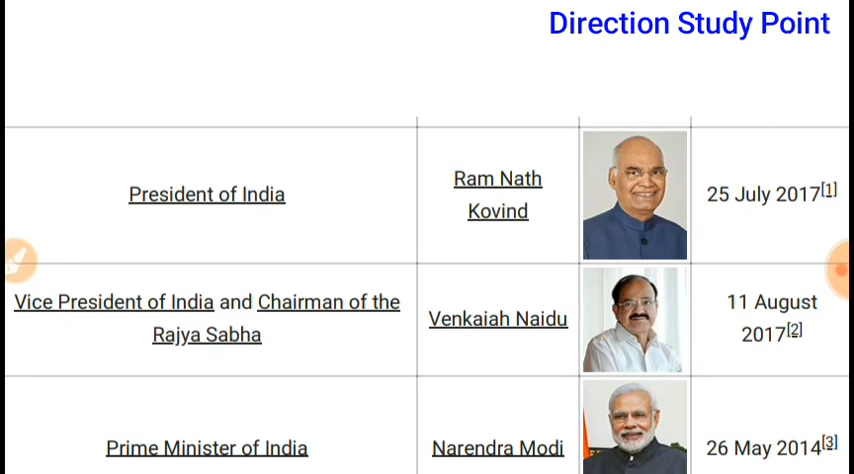 Direction Study Point
President of India
Ram Nath
Kovind
25 July 2017[1]
Vice President of India and Chairman of the
Rajya Sabha
Venkaiah Naidu
11 August
2017[2]
Prime Minister of India
Narendra Modi
26 May 2014[3]